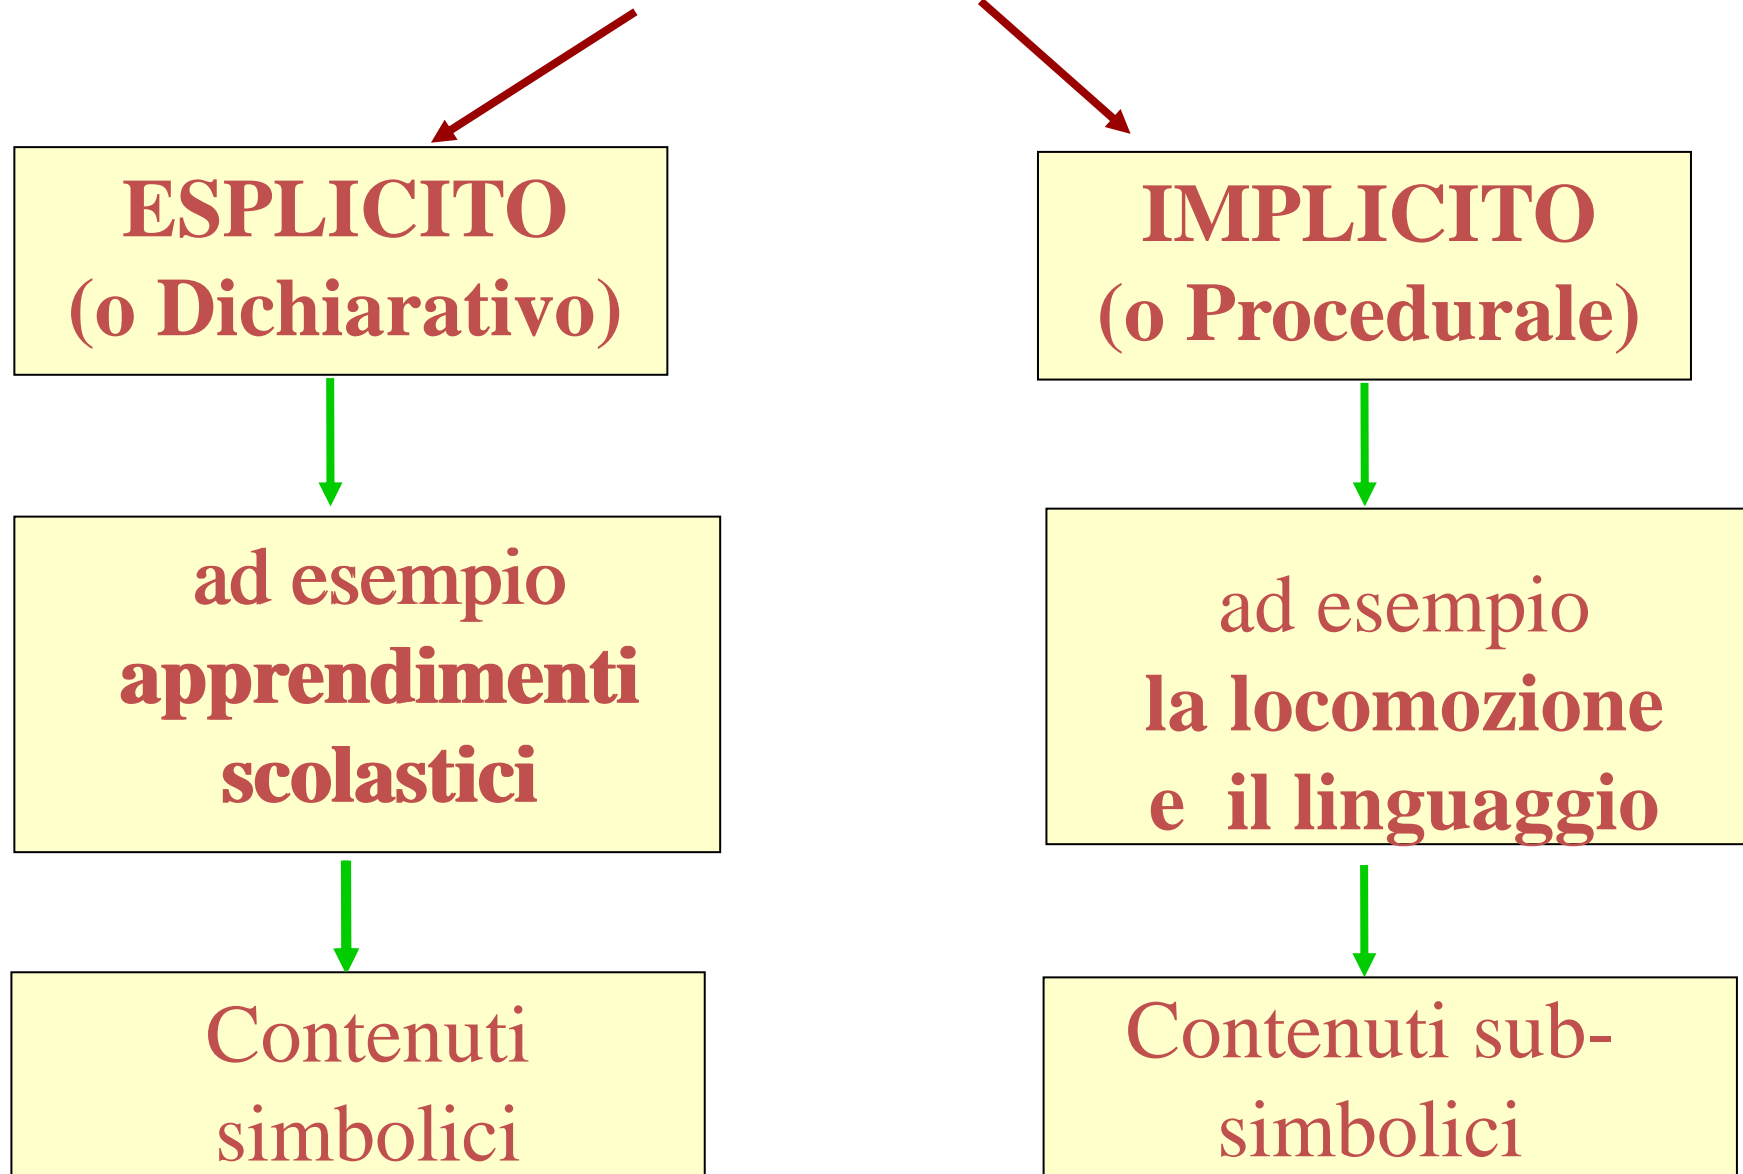 ESPLICITO
(o Dichiarativo)
ad esempio
apprendimenti
scolastici
Contenuti
simbolici
IMPLICITO
(o Procedurale)
ad esempio
la locomozione
e il linguaggio
Contenuti sub-
simbolici